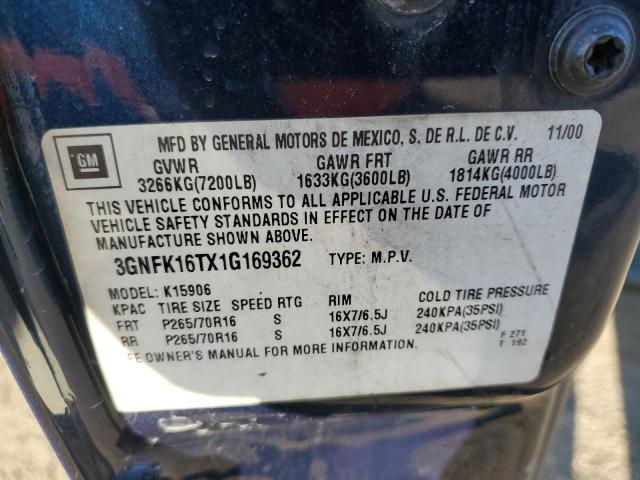 GM
MFD BY GENERAL MOTORS DE MEXICO, S. DE R.L. DE C.V. 11/00
GVWR GAWR FRT GAWR RR
3266KG(7200LB) 1633KG(3600LB) 1814KG(4000LB)
THIS VEHICLE CONFORMS TO ALL APPLICABLE U.S. FEDERAL MOTOR
VEHICLE SAFETY STANDARDS IN EFFECT ON THE DATE OF
MANUFACTURE SHOWN ABOVE.
3GNFK16TX1G169362 TYPE: M.P.V.
MODEL: K15906
KPAC TIRE SIZE SPEED RTG RIM COLD TIRE PRESSURE
FRT P265/70R16 S 16X7/6.5J 240KPA(35PSI)
RR P265/70R16 S 16X7/6.5J 240KPA(35PSI)
F 271
T 192
OWNER'S MANUAL FOR MORE INFORMATION.